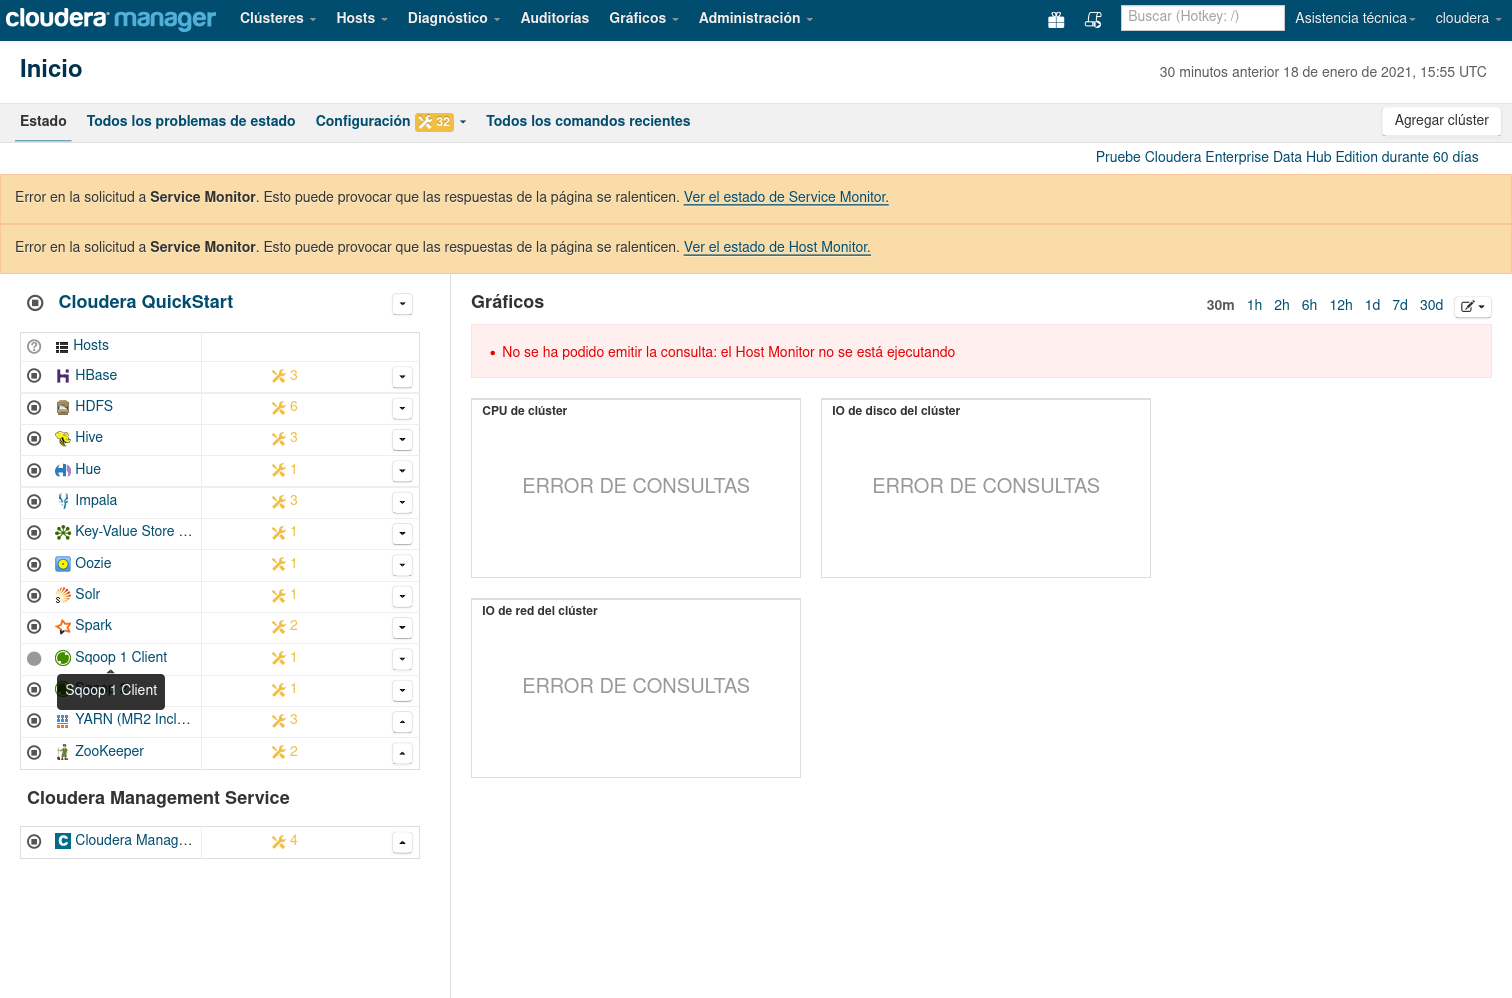 cloudera manager Clústeres Hosts Diagnóstico Auditorías Gráficos Administración Buscar (Hotkey: /) Asistencia técnica cloudera
Inicio
30 minutos anterior 18 de enero de 2021, 15:55 UTC
Estado Todos los problemas de estado Configuración 32 Todos los comandos recientes Agregar clúster
Pruebe Cloudera Enterprise Data Hub Edition durante 60 días
Error en la solicitud a Service Monitor. Esto puede provocar que las respuestas de la página se ralenticen. Ver el estado de Service Monitor.
Error en la solicitud a Service Monitor. Esto puede provocar que las respuestas de la página se ralenticen. Ver el estado de Host Monitor.
Cloudera QuickStart
Hosts
HBase 3
HDFS 6
Hive 3
Hue 1
Impala 3
Key-Value Store ... 1
Oozie 1
Solr 1
Spark 2
Sqoop 1 Client 1
Sqoop 1 Client 1
YARN (MR2 Incl... 3
ZooKeeper 2
Cloudera Management Service
C Cloudera Manag... 4
Gráficos
30m 1h 2h 6h 12h 1d 7d 30d
• No se ha podido emitir la consulta: el Host Monitor no se está ejecutando
CPU de clúster
ERROR DE CONSULTAS
IO de disco del clúster
ERROR DE CONSULTAS
IO de red del clúster
ERROR DE CONSULTAS